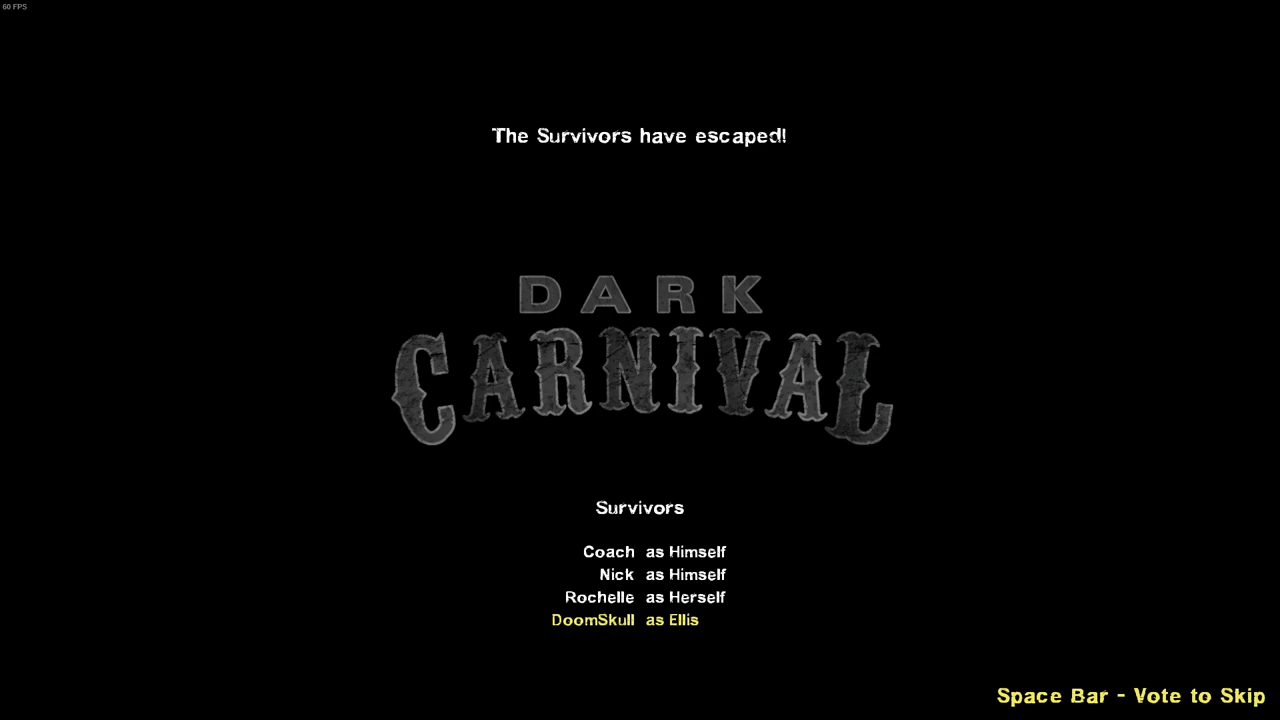 60 FPS
The Survivors have escaped!
DARK
CARNIVAL
Survivors
Coach as Himself
Nick as Himself
Rochelle as Herself
DoomSkull as Ellis
Space Bar - Vote to Skip